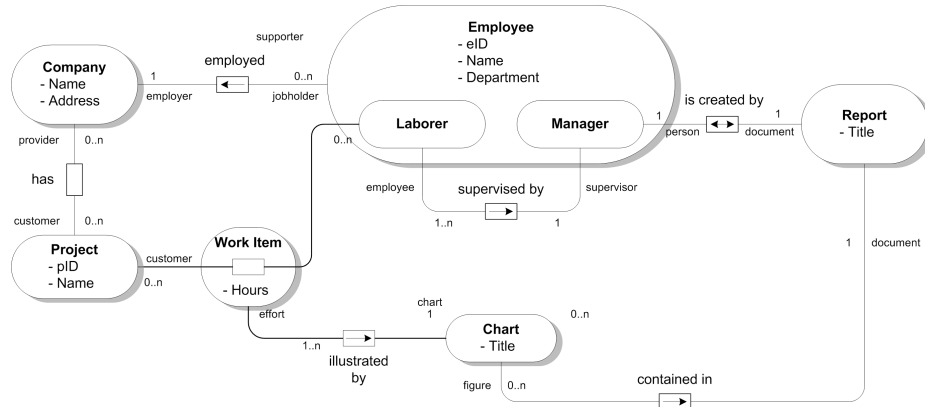 Employee
- eID
- Name
- Department
supporter
employed
0..n
jobholder
1
employer
Company
- Name
- Address
Laborer
0..n
Manager
1
person
is created by
1
document
Report
- Title
provider
0..n
has
customer
0..n
employee
supervised by
supervisor
1..n
1
Project
- pID
- Name
customer
0..n
Work Item
- Hours
effort
1..n
illustrated
by
chart
1
0..n
Chart
- Title
figure
0..n
contained in
1
document